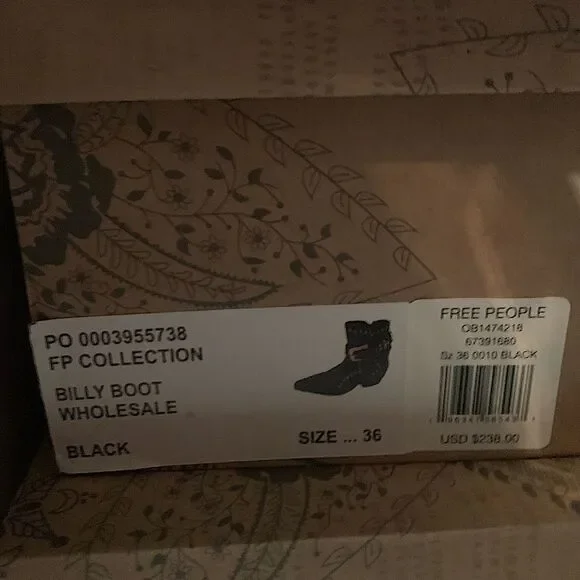 PO 0003955738
FP COLLECTION
BILLY BOOT
WHOLESALE
BLACK
SIZE ... 36
FREE PEOPLE
OB1474218
67391680
Sz 36 0010 BLACK
USD $238.00